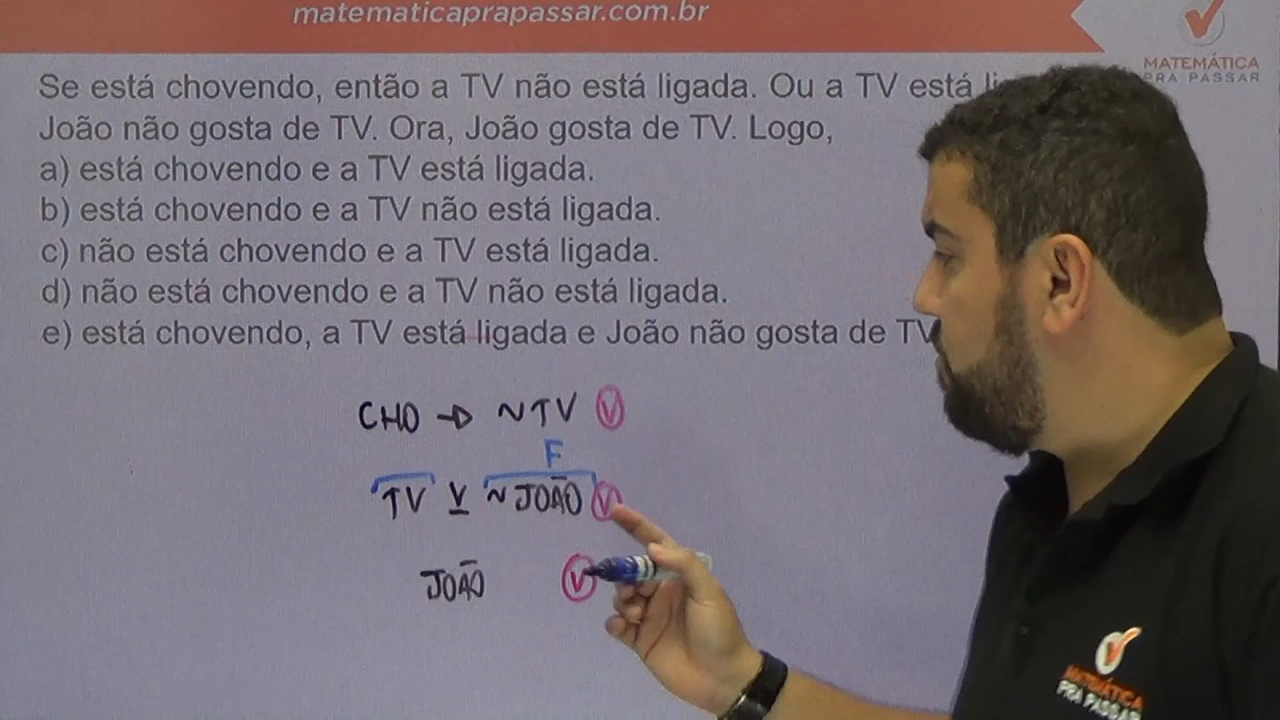 matematicaprapassar.com.br
MATEMÁTICA
PRA PASSAR
Se está chovendo, então a TV não está ligada. Ou a TV está
João não gosta de TV. Ora, João gosta de TV. Logo,
a) está chovendo e a TV está ligada.
b) está chovendo e a TV não está ligada.
c) não está chovendo e a TV está ligada.
d) não está chovendo e a TV não está ligada.
e) está chovendo, a TV está ligada e João não gosta de TV
CHO → ~TV V
F
TV V ~JOÃO V
JOÃO V
MATEMÁTICA
PRA PASSAR